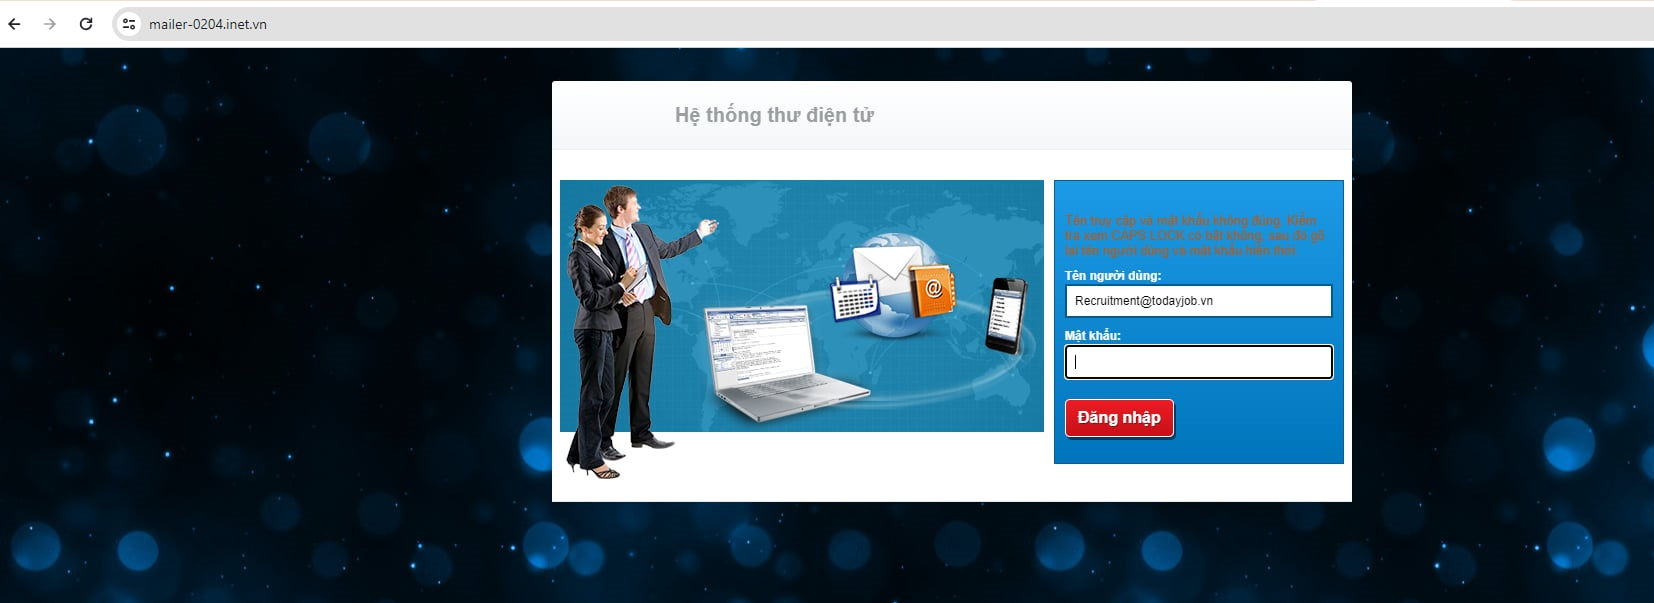 mailer-0204.inet.vn
Hệ thống thư điện tử
Tên truy cập và mật khẩu không đúng. Kiểm
tra xem CAPS LOCK có bật không, sau đó gõ
lại tên người dùng và mật khẩu hiện thời.
Tên người dùng:
Recruitment@todayjob.vn
Mật khẩu:
Đăng nhập